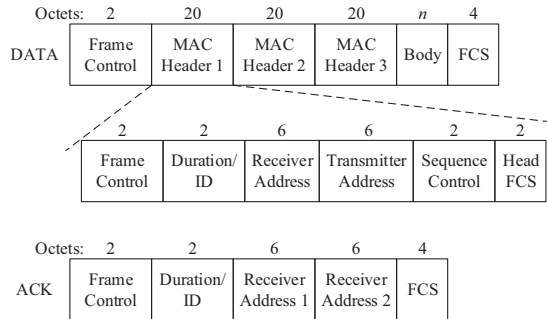 Octets: 2 20 20 20 n 4
DATA Frame Control MAC Header 1 MAC Header 2 MAC Header 3 Body FCS
2 2 6 6 2 2
Frame Control Duration/ ID Receiver Address Transmitter Address Sequence Control Head FCS
Octets: 2 2 6 6 4
ACK Frame Control Duration/ ID Receiver Address 1 Receiver Address 2 FCS